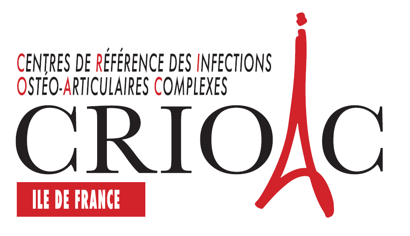 CENTRES DE RÉFÉRENCE DES INFECTIONS
OSTÉO-ARTICULAIRES COMPLEXES
CRIOAC
ILE DE FRANCE